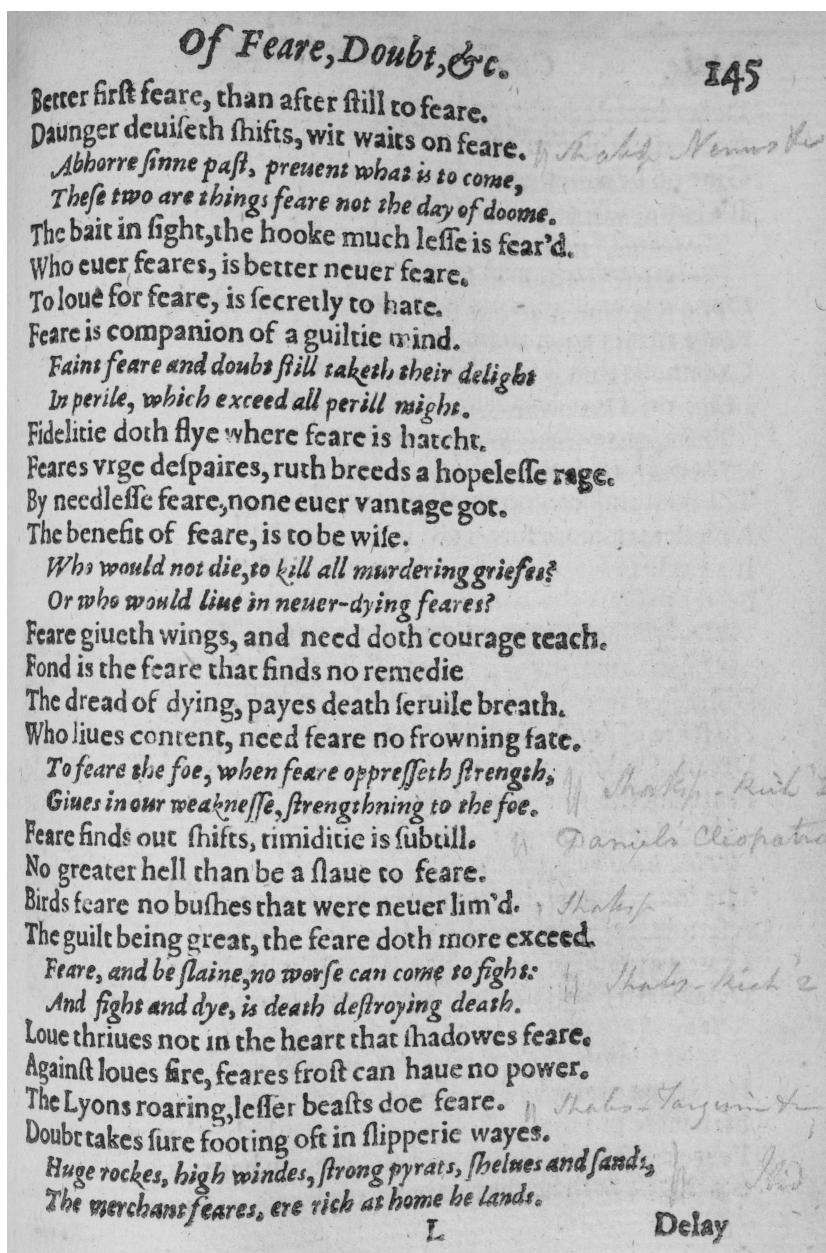 Of Feare, Doubt, &c.
145
Better firſt feare, than after ſtill to feare.
Daunger deuiſeth ſhifts, wit waits on feare.
Shaksp Venus &
Abhorre ſinne paſt, preuent what is to come,
Theſe two are things feare not the day of doome.
The bait in ſight, the hooke much leſſe is fear'd.
Who euer feares, is better neuer feare.
To loue for feare, is ſecretly to hate.
Feare is companion of a guiltie mind.
Faint feare and doubt ſtill taketh their delight
In perile, which exceed all perill might.
Fidelitie doth flye where feare is hatcht.
Feares vrge deſpaires, ruth breeds a hopeleſſe rage.
By needleſſe feare, none euer vantage got.
The benefit of feare, is to be wiſe.
Who would not die, to kill all murdering griefes?
Or who would liue in neuer-dying feares?
Feare giueth wings, and need doth courage teach.
Fond is the feare that finds no remedie
The dread of dying, payes death ſeruile breath.
Who liues content, need feare no frowning fate.
To feare the foe, when feare oppreſſeth ſtrength,
Shaksp - Rich 2
Giues in our weakneſſe, ſtrengthning to the foe.
Feare finds out ſhifts, timiditie is ſubtill.
Daniels Cleopatra
No greater hell than be a ſlaue to feare.
Birds feare no buſhes that were neuer lim'd.
Shaksp
The guilt being great, the feare doth more exceed.
Feare, and be ſlaine, no worſe can come to fight:
Shaks - Rich 2
And fight and dye, is death deſtroying death.
Loue thriues not in the heart that ſhadowes feare.
Againſt loues fire, feares froſt can haue no power.
The Lyons roaring, leſſer beaſts doe feare.
Shaks - Tarquin &
Doubt takes ſure footing oft in ſlipperie wayes.
Huge rockes, high windes, ſtrong pyrats, ſhelues and ſands,
Ibid
The merchant feares, ere rich at home he lands.
L
Delay